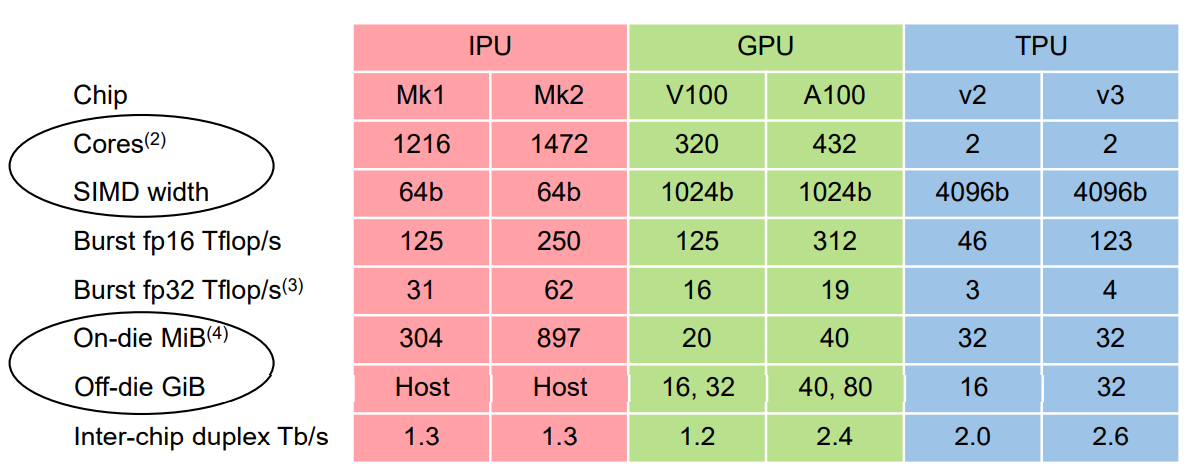 IPU GPU TPU
Chip Mk1 Mk2 V100 A100 v2 v3
Cores(2) 1216 1472 320 432 2 2
SIMD width 64b 64b 1024b 1024b 4096b 4096b
Burst fp16 Tflop/s 125 250 125 312 46 123
Burst fp32 Tflop/s(3) 31 62 16 19 3 4
On-die MiB(4) 304 897 20 40 32 32
Off-die GiB Host Host 16, 32 40, 80 16 32
Inter-chip duplex Tb/s 1.3 1.3 1.2 2.4 2.0 2.6